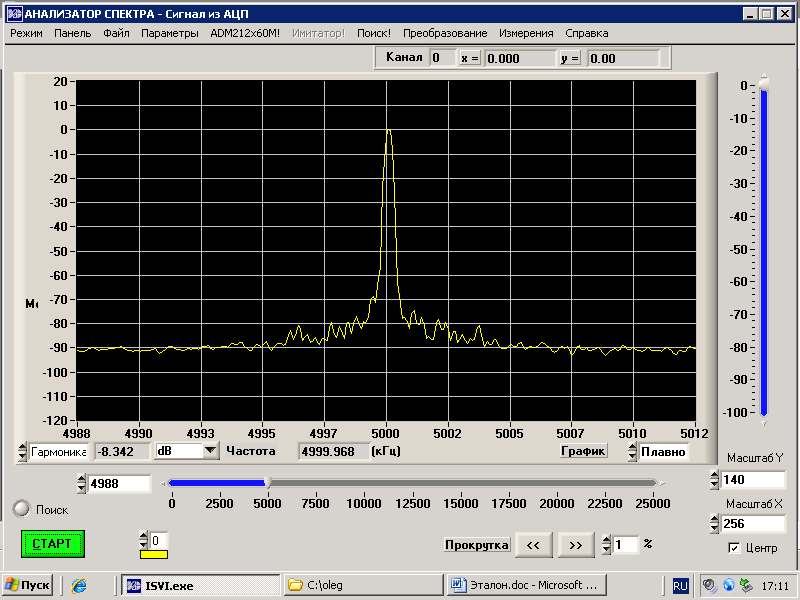 АНАЛИЗАТОР СПЕКТРА - Сигнал из АЦП
Режим Панель Файл Параметры ADM212x60M! Имитатор! Поиск! Преобразование Измерения Справка
Канал 0 x = 0.000 y = 0.00
20
10
0
-10
-20
-30
-40
-50
-60
-70
-80
-90
-100
-110
-120
4988 4990 4993 4995 4997 5000 5002 5005 5007 5010 5012
0
-10
-20
-30
-40
-50
-60
-70
-80
-90
-100
Гармоника -8.342 dB Частота 4999.968 (кГц) График Плавно
Масштаб Y
140
4988
0 2500 5000 7500 10000 12500 15000 17500 20000 22500 25000
Масштаб X
256
Поиск
СТАРТ 0 Прокрутка << >> 1 % Центр
Пуск ISVI.exe C:\oleg Эталон.doc - Microsoft ... RU 17:11